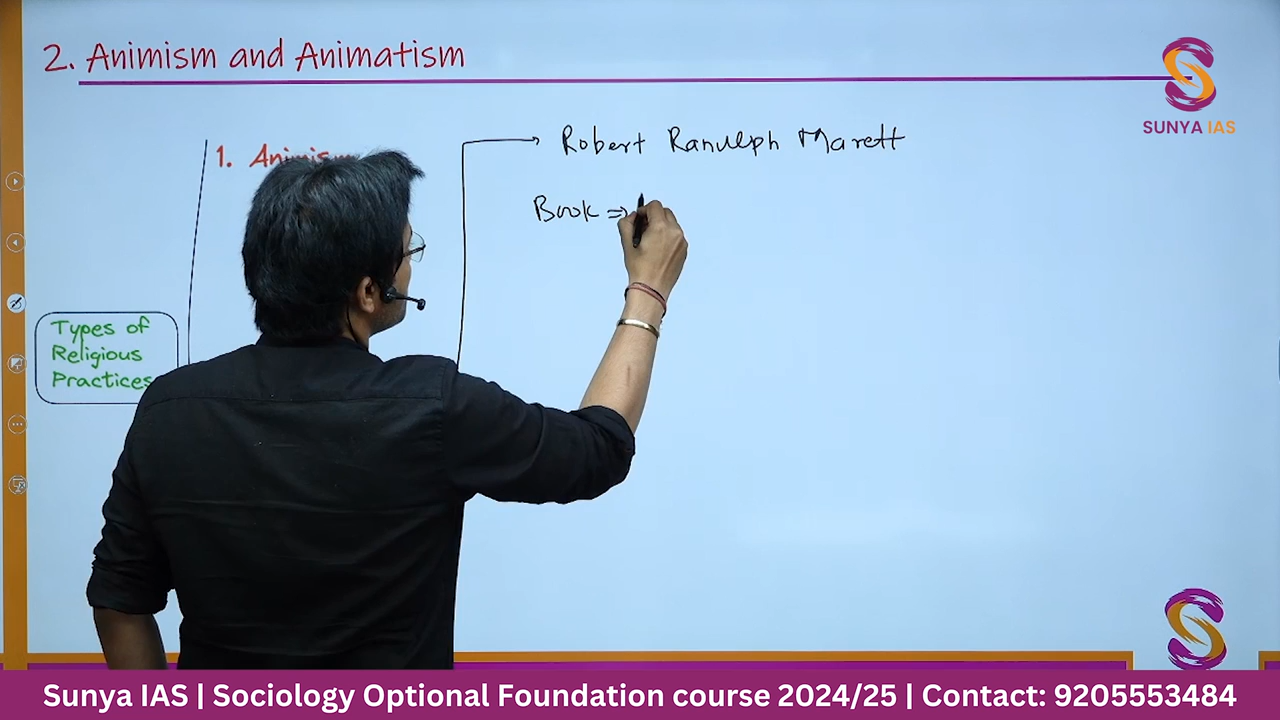 2. Animism and Animatism
SUNYA IAS
1. Animism
Robert Ranulph Marett
Book ⇒
Types of
Religious
Practices
Sunya IAS | Sociology Optional Foundation course 2024/25 | Contact: 9205553484